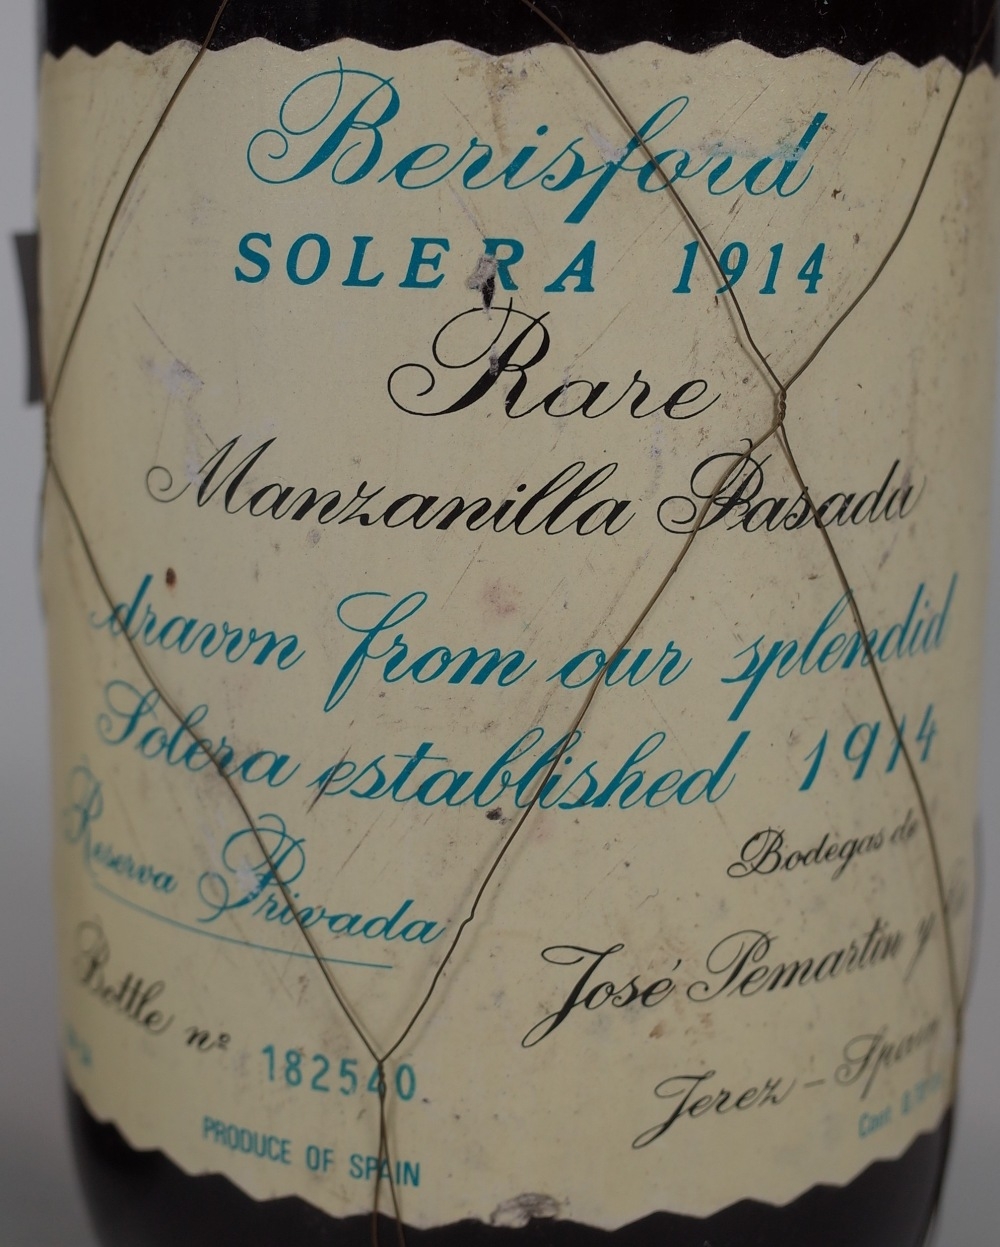 Berisford
SOLERA 1914
Rare
Manzanilla Pasada
drawn from our splendid
Solera established 1914
Reserva Privada
Bodegas de
José Pemartin y
Bottle nº 182540
Jerez - Spain
Cont.
PRODUCE OF SPAIN